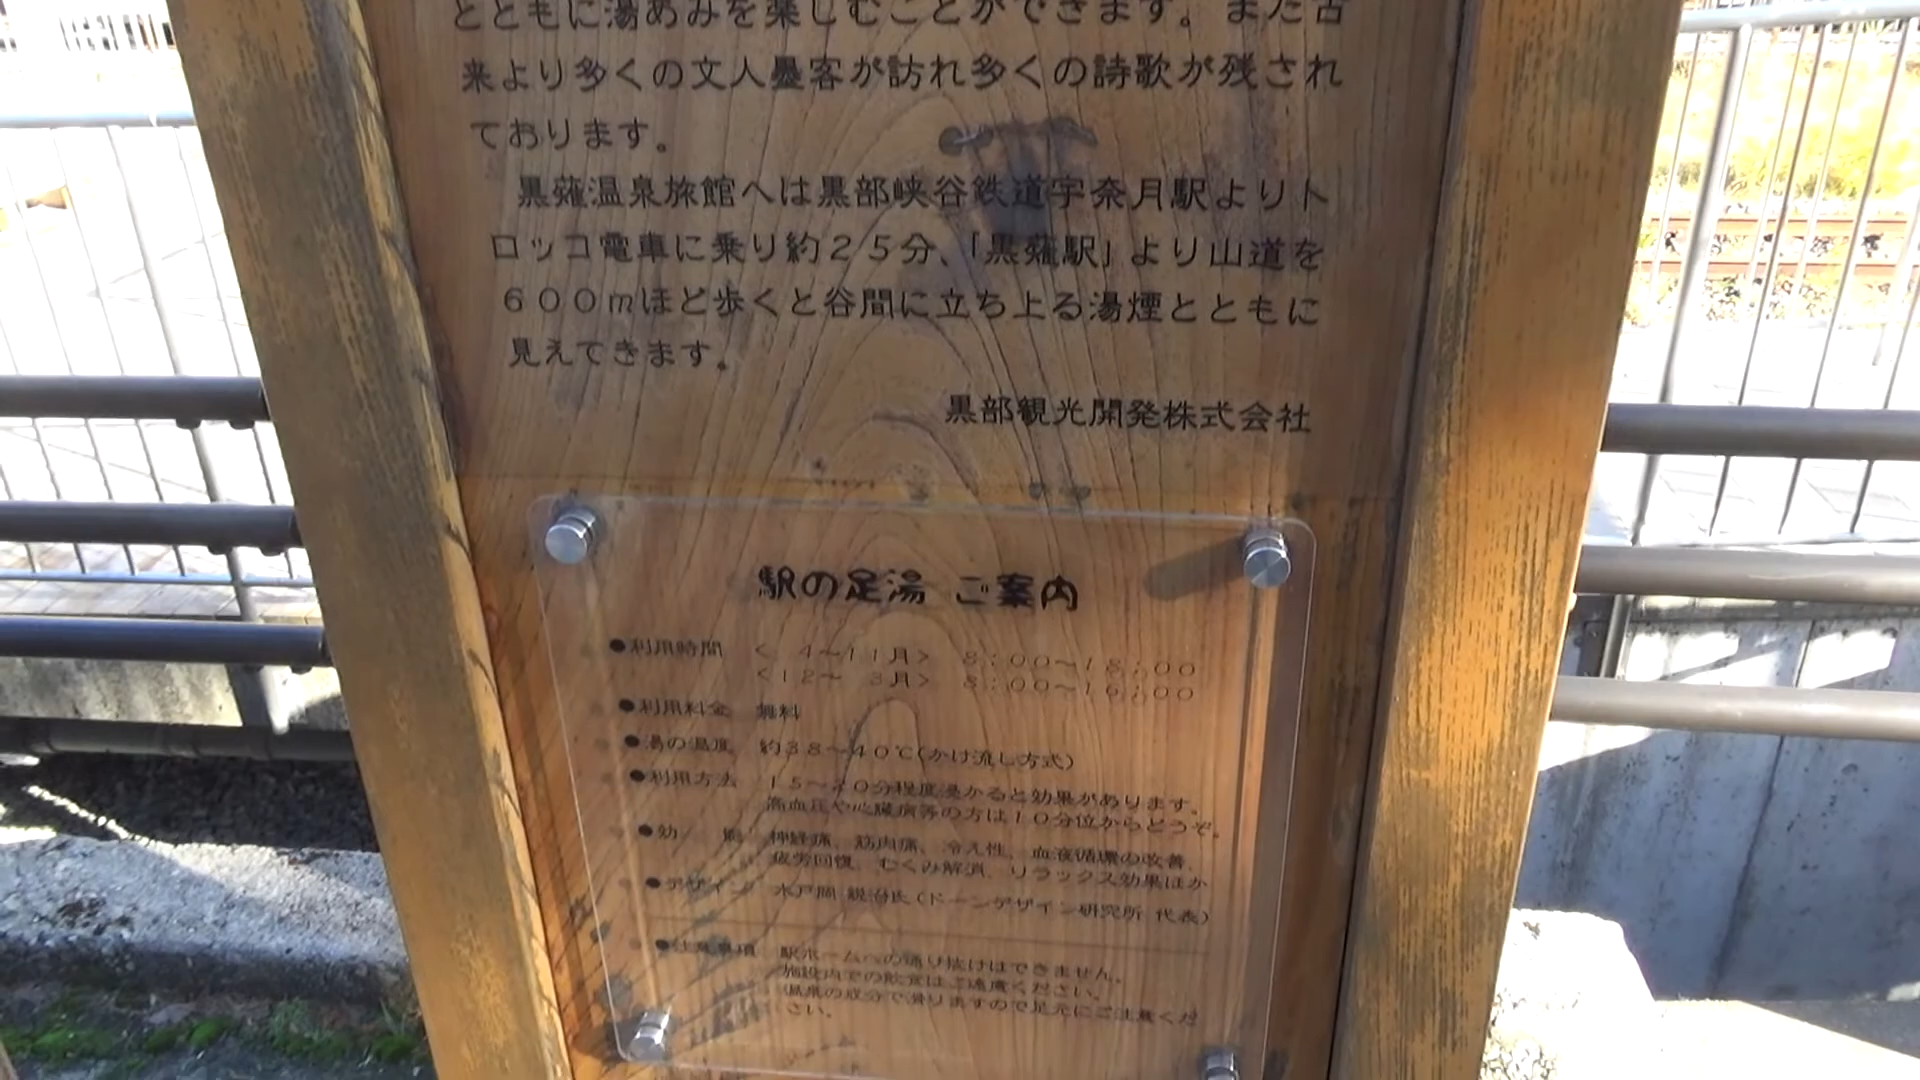 とともに湯あみを楽しむことができます。また古
来より多くの文人墨客が訪れ多くの詩歌が残され
ております。
黒薙温泉旅館へは黒部峡谷鉄道宇奈月駅よりト
ロッコ電車に乗り約２５分、「黒薙駅」より山道を
６００ｍほど歩くと谷間に立ち上る湯煙とともに
見えてきます。
黒部観光開発株式会社
駅の足湯 ご案内
●利用時間 ＜ ４～１１月＞ ８：００～１８：００
＜１２～ ３月＞ ８：００～１６：００
●利用料金 無料
●湯の温度 約３８～４０℃（かけ流し方式）
●利用方法 １５～２０分程度浸かると効果があります。
高血圧や心臓病等の方は１０分位からどうぞ。
●効 能 神経痛、筋肉痛、冷え性、血液循環の改善、
疲労回復、むくみ解消、リラックス効果ほか
●デザイン 水戸岡 鋭治氏（ドーンデザイン研究所 代表）
●注意事項 駅ホームへの通り抜けはできません。
施設内での飲食はご遠慮ください。
温泉の成分で滑りますので足元にご注意くだ
さい。